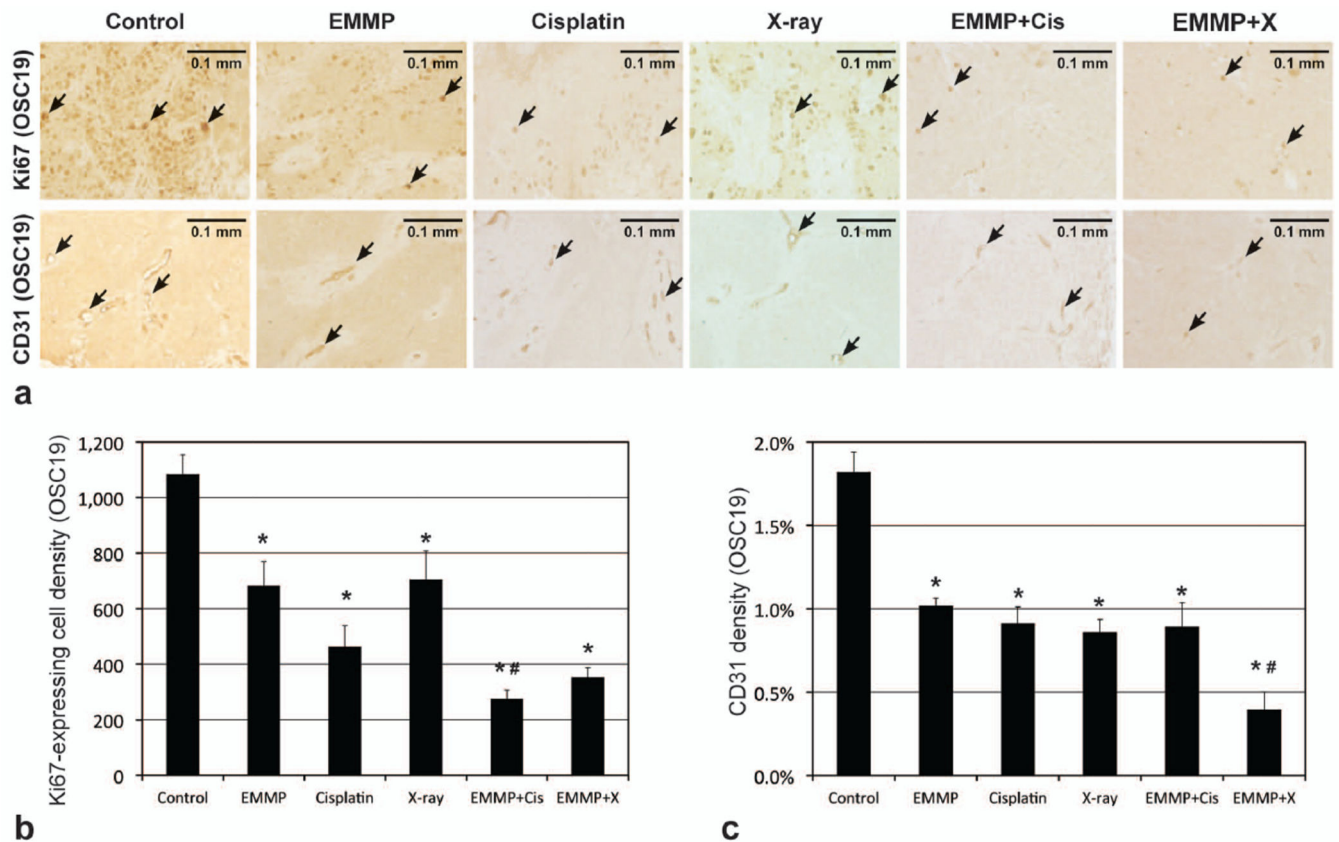 Control EMMP Cisplatin X-ray EMMP+Cis EMMP+X
Ki67 (OSC19)
0.1 mm 0.1 mm 0.1 mm 0.1 mm 0.1 mm 0.1 mm
CD31 (OSC19)
0.1 mm 0.1 mm 0.1 mm 0.1 mm 0.1 mm 0.1 mm
a
Ki67-expressing cell density (OSC19)
1,200
1,000
800
600
400
200
0
* * * *# *
Control EMMP Cisplatin X-ray EMMP+Cis EMMP+X
b
CD31 density (OSC19)
2.0%
1.5%
1.0%
0.5%
0.0%
* * * * *#
Control EMMP Cisplatin X-ray EMMP+Cis EMMP+X
c